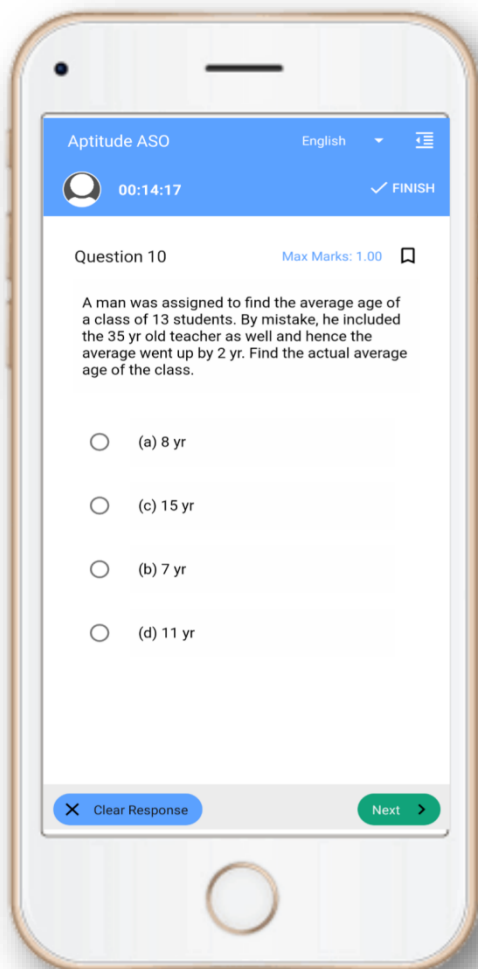 Aptitude ASO
English
00:14:17
FINISH
Question 10
Max Marks: 1.00
A man was assigned to find the average age of
a class of 13 students. By mistake, he included
the 35 yr old teacher as well and hence the
average went up by 2 yr. Find the actual average
age of the class.
(a) 8 yr
(c) 15 yr
(b) 7 yr
(d) 11 yr
Clear Response
Next